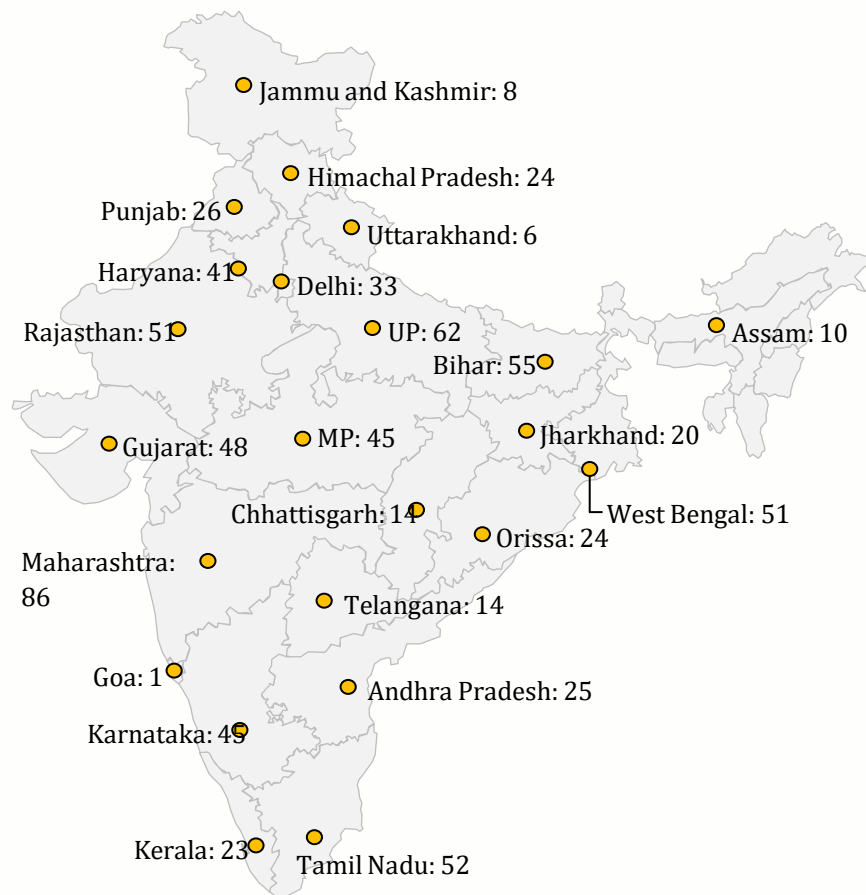 Jammu and Kashmir: 8
Himachal Pradesh: 24
Punjab: 26
Uttarakhand: 6
Haryana: 41
Delhi: 33
Rajasthan: 51
UP: 62
Assam: 10
Bihar: 55
Gujarat: 48
MP: 45
Jharkhand: 20
Chhattisgarh: 14
West Bengal: 51
Orissa: 24
Maharashtra:
86
Telangana: 14
Goa: 1
Andhra Pradesh: 25
Karnataka: 45
Kerala: 23
Tamil Nadu: 52